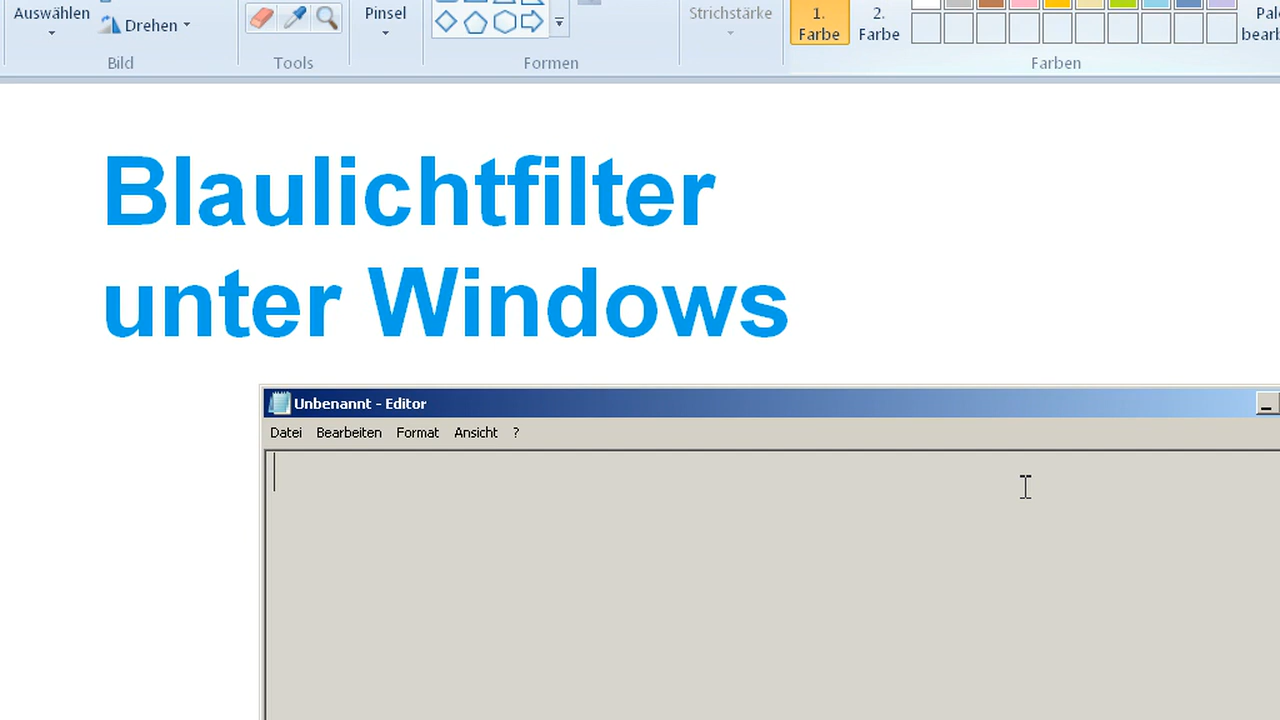 Auswählen
Drehen
Pinsel
Strichstärke
1.
Farbe
2.
Farbe
Bild
Tools
Formen
Farben
Blaulichtfilter
unter Windows
Unbenannt - Editor
Datei Bearbeiten Format Ansicht ?